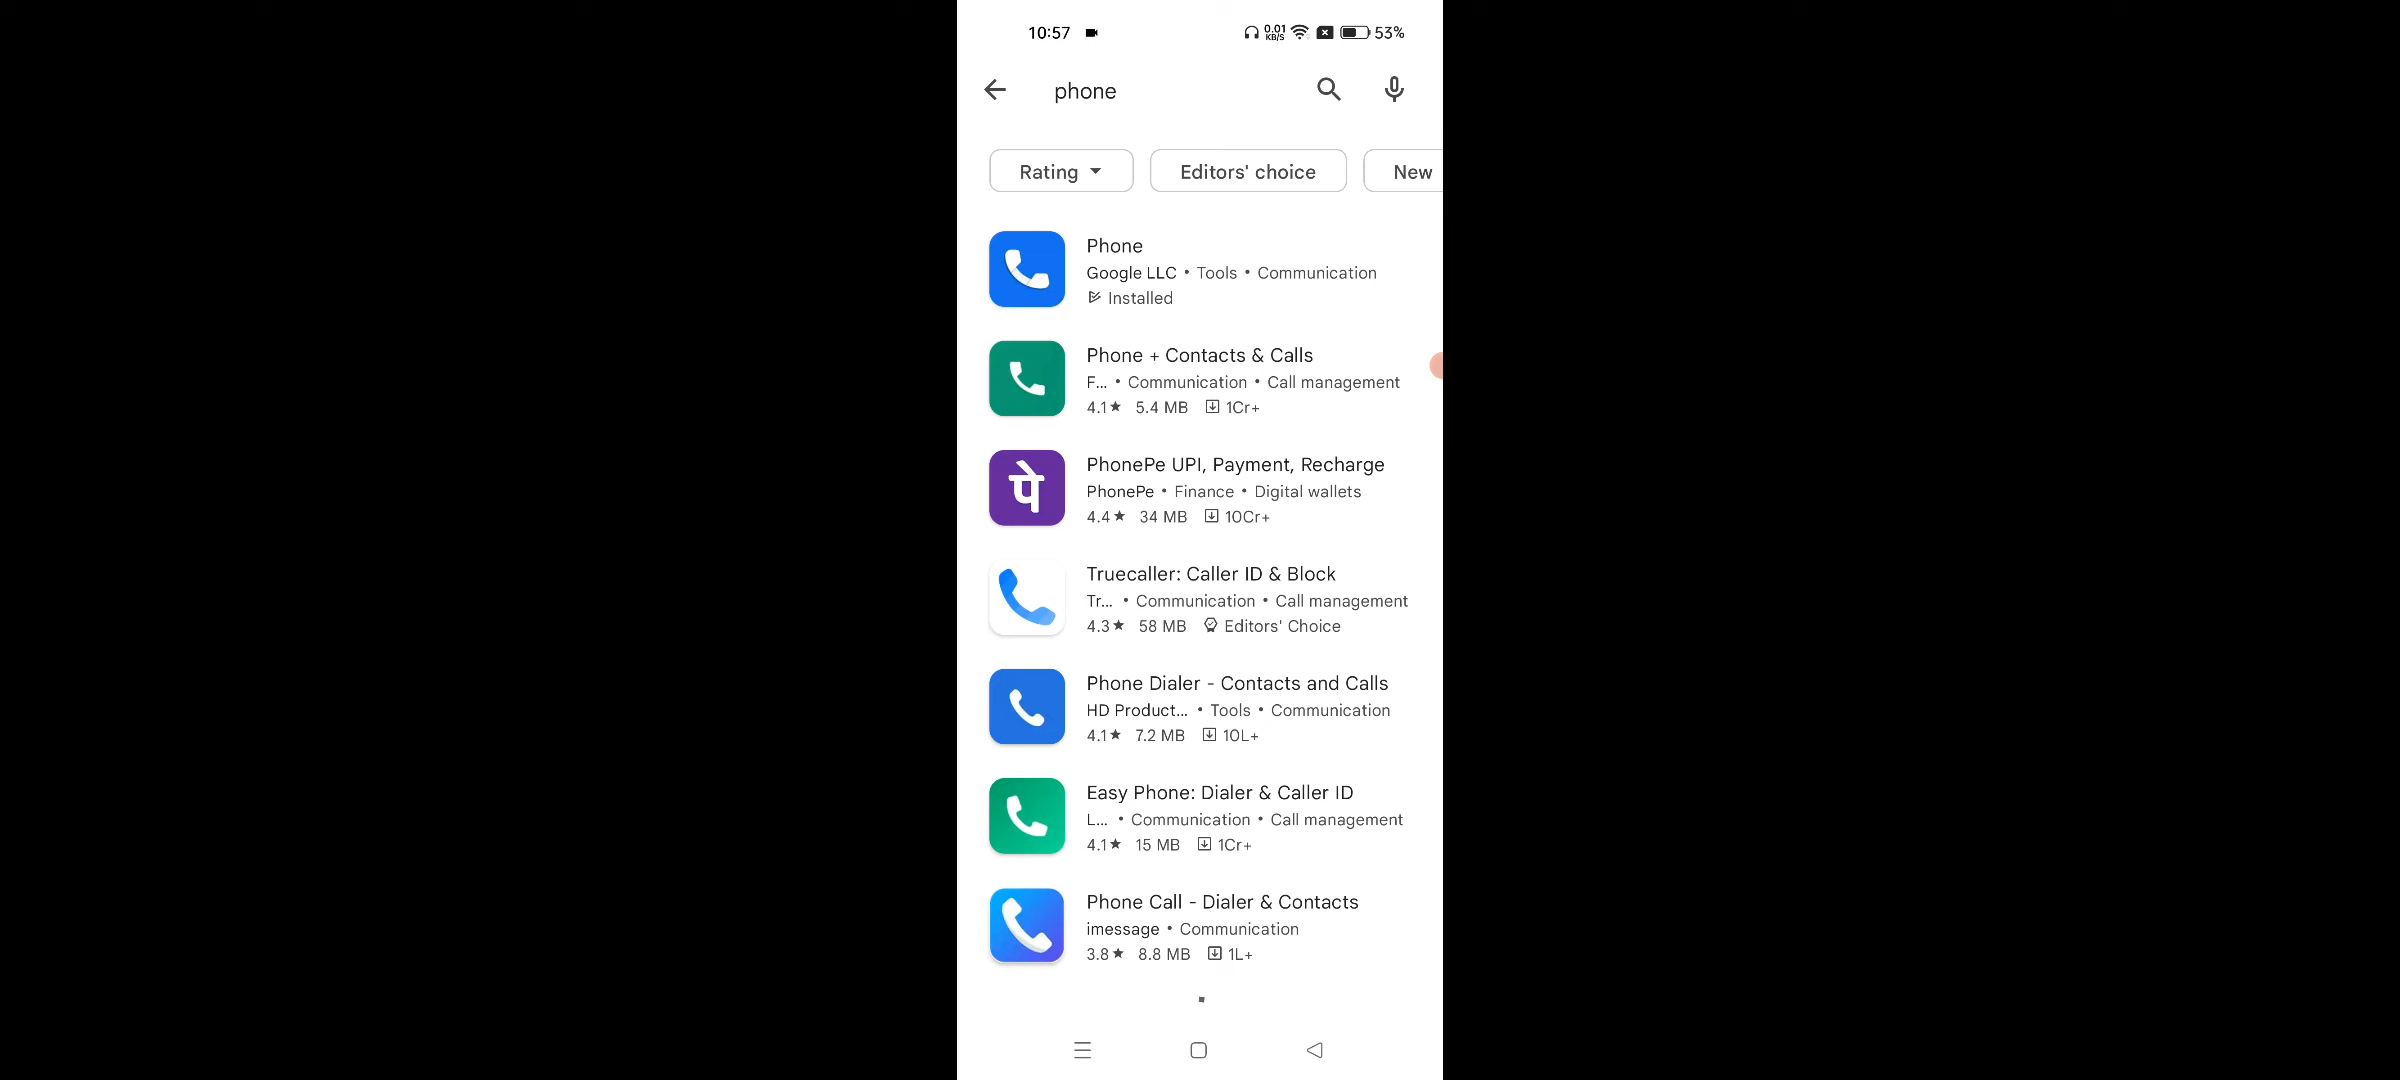 10:57 0.01 KB/S 53%
phone
Rating Editors' choice New
Phone
Google LLC • Tools • Communication
Installed
Phone + Contacts & Calls
F... • Communication • Call management
4.1★ 5.4 MB 1Cr+
पे
PhonePe UPI, Payment, Recharge
PhonePe • Finance • Digital wallets
4.4★ 34 MB 10Cr+
Truecaller: Caller ID & Block
Tr... • Communication • Call management
4.3★ 58 MB Editors' Choice
Phone Dialer - Contacts and Calls
HD Product... • Tools • Communication
4.1★ 7.2 MB 10L+
Easy Phone: Dialer & Caller ID
L... • Communication • Call management
4.1★ 15 MB 1Cr+
Phone Call - Dialer & Contacts
imessage • Communication
3.8★ 8.8 MB 1L+